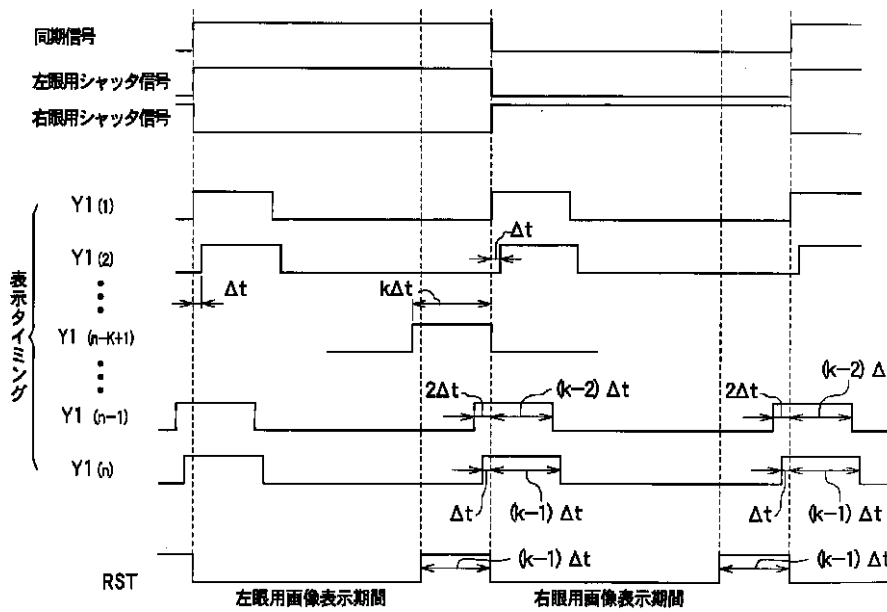 同期信号
左眼用シャッタ信号
右眼用シャッタ信号
Y1(1)
Δt
Y1(2)
Δt
kΔt
表示タイミング
Y1(n-K+1)
2Δt (k-2)Δt 2Δt (k-2)Δ
Y1(n-1)
Y1(n)
Δt (k-1)Δt Δt (k-1)Δt
(k-1)Δt (k-1)Δt
RST
左眼用画像表示期間 右眼用画像表示期間